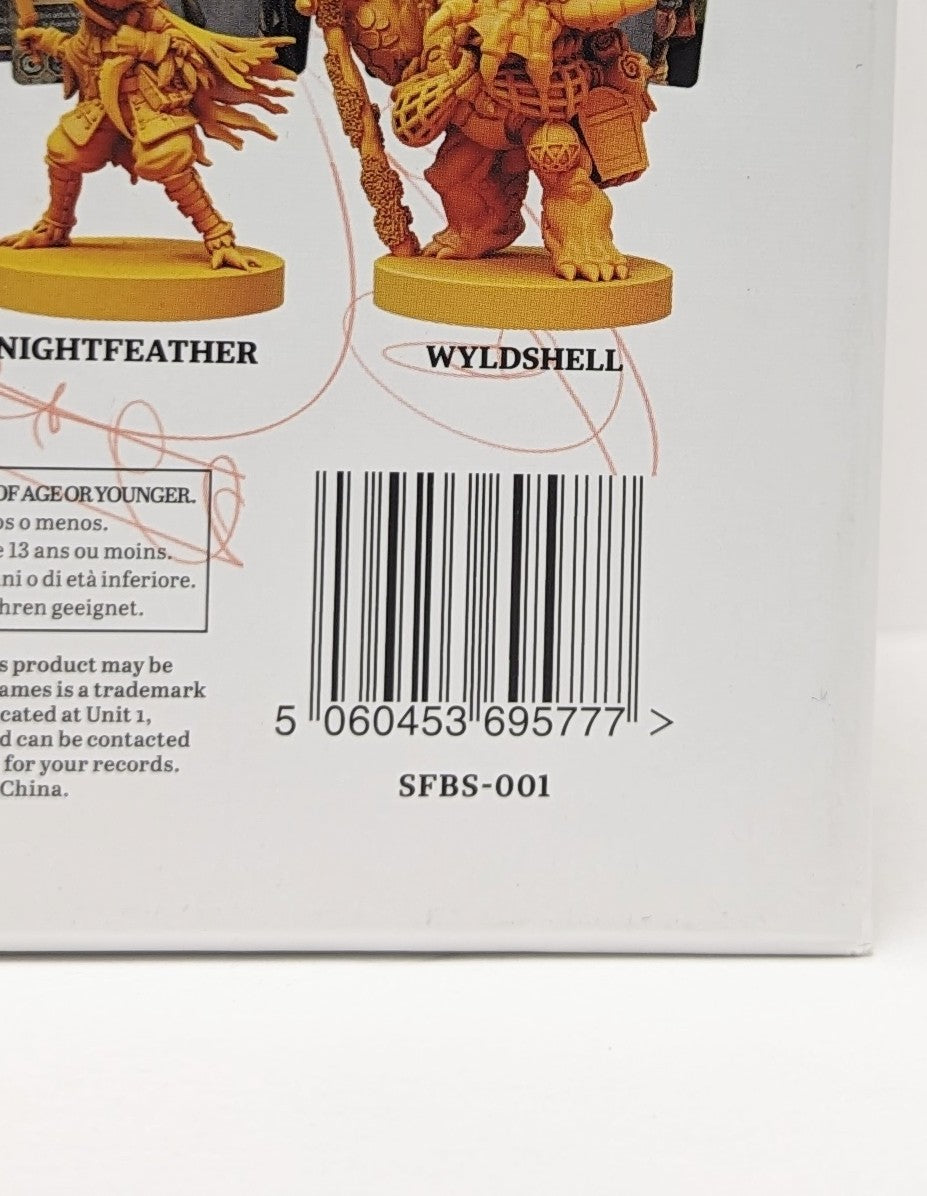 NIGHTFEATHER
WYLDSHELL
OF AGE OR YOUNGER.
os o menos.
e 13 ans ou moins.
ni o di età inferiore.
hren geeignet.
s product may be
ames is a trademark
cated at Unit 1,
d can be contacted
for your records.
China.
5 060453 695777 >
SFBS-001